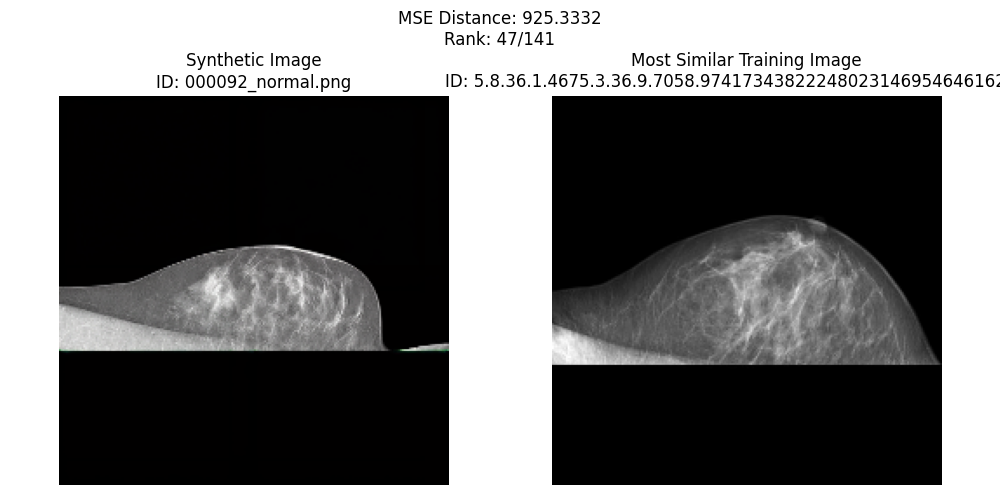 MSE Distance: 925.3332
Rank: 47/141
Synthetic Image
ID: 000092_normal.png
Most Similar Training Image
ID: 5.8.36.1.4675.3.36.9.7058.97417343822248023146954646162